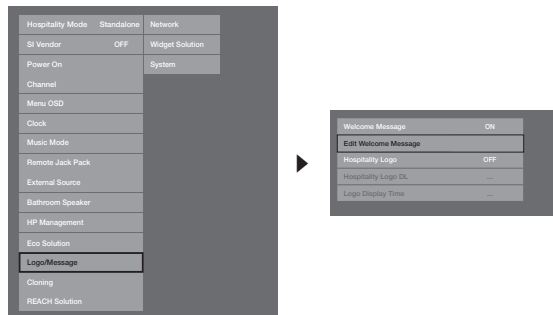 Hospitality Mode Standalone Network
SI Vendor OFF Widget Solution
Power On System
Channel
Menu OSD
Clock
Music Mode
Remote Jack Pack
External Source
Bathroom Speaker
HP Management
Eco Solution
Logo/Message
Cloning
REACH Solution
Welcome Message ON
Edit Welcome Message
Hospitality Logo OFF
Hospitality Logo DL ...
Logo Display Time ...